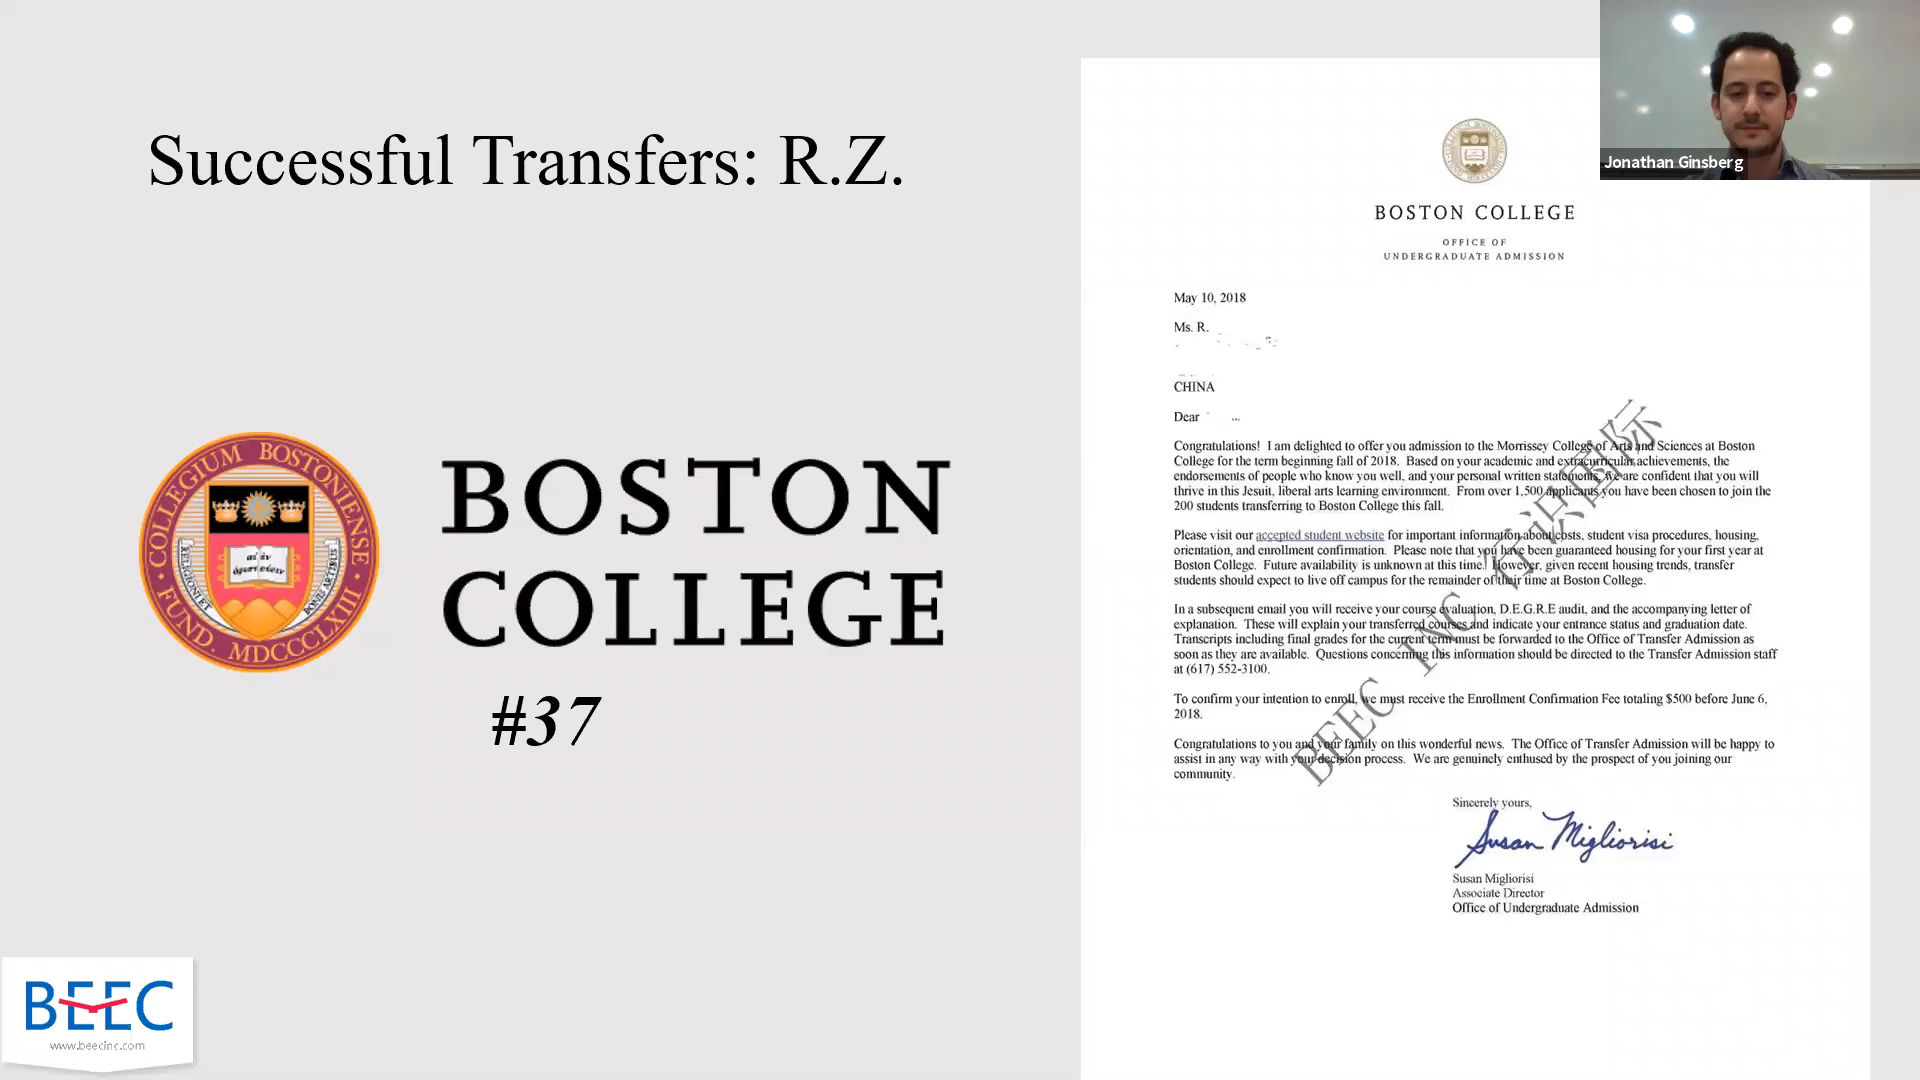 Successful Transfers: R.Z.
BOSTON
COLLEGE
#37
COLLEGIUM BOSTONIENSE
FUND. MDCCCLXIII
RELIGIONI ET
BONIS ARTIBUS
BEEC
www.beecinc.com
Jonathan Ginsberg
BOSTON COLLEGE
OFFICE OF
UNDERGRADUATE ADMISSION
May 10, 2018
Ms. R.
CHINA
Dear
Congratulations! I am delighted to offer you admission to the Morrissey College of Arts and Sciences at Boston
College for the term beginning fall of 2018. Based on your academic and extracurricular achievements, the
endorsements of people who know you well, and your personal written statements, we are confident that you will
thrive in this Jesuit, liberal arts learning environment. From over 1,500 applicants you have been chosen to join the
200 students transferring to Boston College this fall.
Please visit our accepted student website for important information about costs, student visa procedures, housing,
orientation, and enrollment confirmation. Please note that you have been guaranteed housing for your first year at
Boston College. Future availability is unknown at this time. However, given recent housing trends, transfer
students should expect to live off campus for the remainder of their time at Boston College.
In a subsequent email you will receive your course evaluation, D.E.G.R.E audit, and the accompanying letter of
explanation. These will explain your transferred courses and indicate your entrance status and graduation date.
Transcripts including final grades for the current term must be forwarded to the Office of Transfer Admission as
soon as they are available. Questions concerning this information should be directed to the Transfer Admission staff
at (617) 552-3100.
To confirm your intention to enroll, we must receive the Enrollment Confirmation Fee totaling $500 before June 6,
2018.
Congratulations to you and your family on this wonderful news. The Office of Transfer Admission will be happy to
assist in any way with your decision process. We are genuinely enthused by the prospect of you joining our
community.
Sincerely yours,
Susan Migliorisi
Susan Migliorisi
Associate Director
Office of Undergraduate Admission
BEEC INC 行识国际